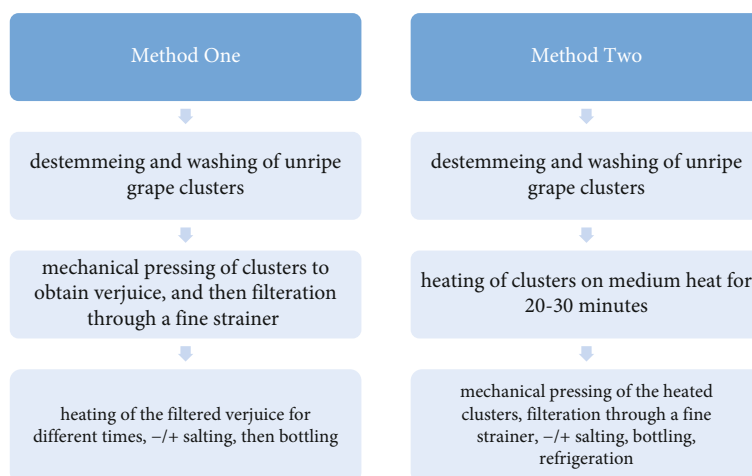 Method One
destemmeing and washing of unripe
grape clusters
mechanical pressing of clusters to
obtain verjuice, and then filteration
through a fine strainer
heating of the filtered verjuice for
different times, −/+ salting, then bottling
Method Two
destemmeing and washing of unripe
grape clusters
heating of clusters on medium heat for
20-30 minutes
mechanical pressing of the heated
clusters, filteration through a fine
strainer, −/+ salting, bottling,
refrigeration